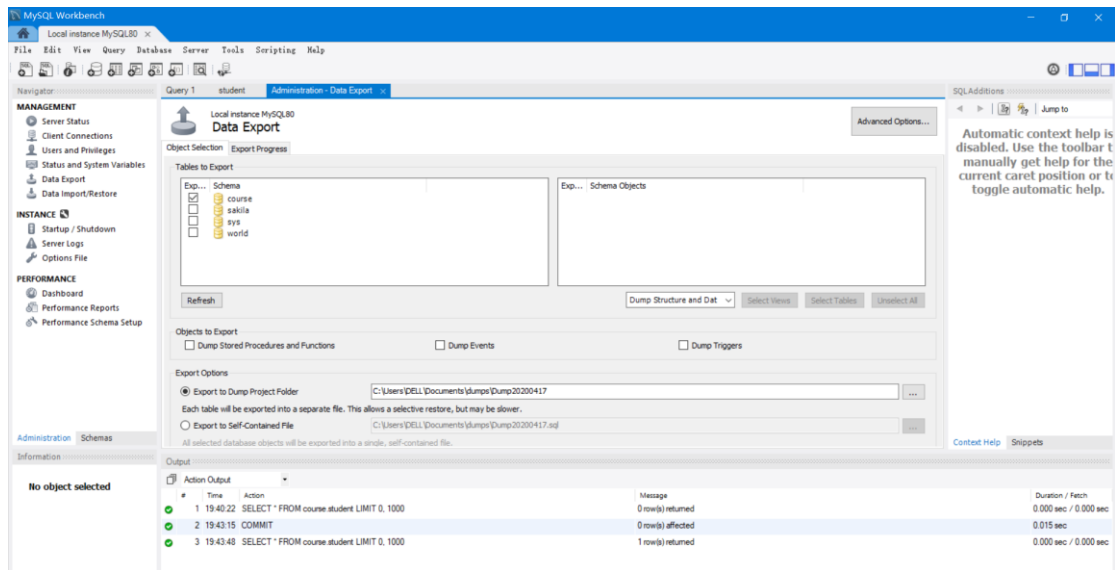 MySQL Workbench
Local instance MySQL80 ×
File Edit View Query Database Server Tools Scripting Help
Navigator
MANAGEMENT
Server Status
Client Connections
Users and Privileges
Status and System Variables
Data Export
Data Import/Restore
INSTANCE
Startup / Shutdown
Server Logs
Options File
PERFORMANCE
Dashboard
Performance Reports
Performance Schema Setup
Administration Schemas
Information
No object selected
Query 1 student Administration - Data Export ×
Local instance MySQL80
Data Export
Advanced Options...
Object Selection Export Progress
Tables to Export
Exp... Schema
course
sakila
sys
world
Exp... Schema Objects
Refresh
Dump Structure and Dat
Select Views
Select Tables
Unselect All
Objects to Export
Dump Stored Procedures and Functions
Dump Events
Dump Triggers
Export Options
Export to Dump Project Folder
C:\Users\DELL\Documents\dumps\Dump20200417
...
Each table will be exported into a separate file. This allows a selective restore, but may be slower.
Export to Self-Contained File
C:\Users\DELL\Documents\dumps\Dump20200417.sql
...
All selected database objects will be exported into a single, self-contained file.
SQLAdditions
Jump to
Automatic context help is
disabled. Use the toolbar t
manually get help for the
current caret position or to
toggle automatic help.
Context Help Snippets
Output
Action Output
# Time Action Message Duration / Fetch
1 19:40:22 SELECT * FROM course.student LIMIT 0, 1000 0 row(s) returned 0.000 sec / 0.000 sec
2 19:43:15 COMMIT 0 row(s) affected 0.015 sec
3 19:43:48 SELECT * FROM course.student LIMIT 0, 1000 1 row(s) returned 0.000 sec / 0.000 sec